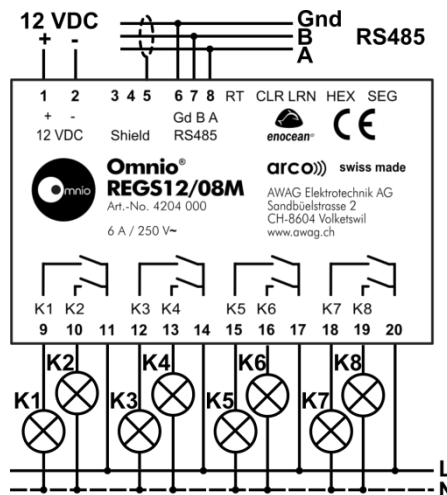 12 VDC
+ -
Gnd
B
A
RS485
1 2 3 4 5 6 7 8 RT CLR LRN HEX SEG
+ - Gd B A
12 VDC Shield RS485
enocean® CE
Omnio
Omnio®
REGS12/08M
Art.-No. 4204 000
6 A / 250 V~
arco))) swiss made
AWAG Elektrotechnik AG
Sandbüelstrasse 2
CH-8604 Volketswil
www.awag.ch
K1 K2 K3 K4 K5 K6 K7 K8
9 10 11 12 13 14 15 16 17 18 19 20
K2 K4 K6 K8
K1 K3 K5 K7
L
N